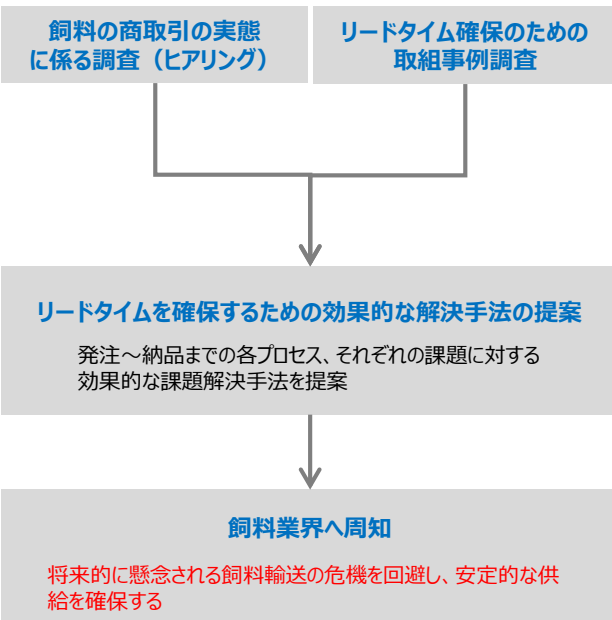 飼料の商取引の実態
に係る調査（ヒアリング）
リードタイム確保のための
取組事例調査
リードタイムを確保するための効果的な解決手法の提案
発注～納品までの各プロセス、それぞれの課題に対する
効果的な課題解決手法を提案
飼料業界へ周知
将来的に懸念される飼料輸送の危機を回避し、安定的な供
給を確保する